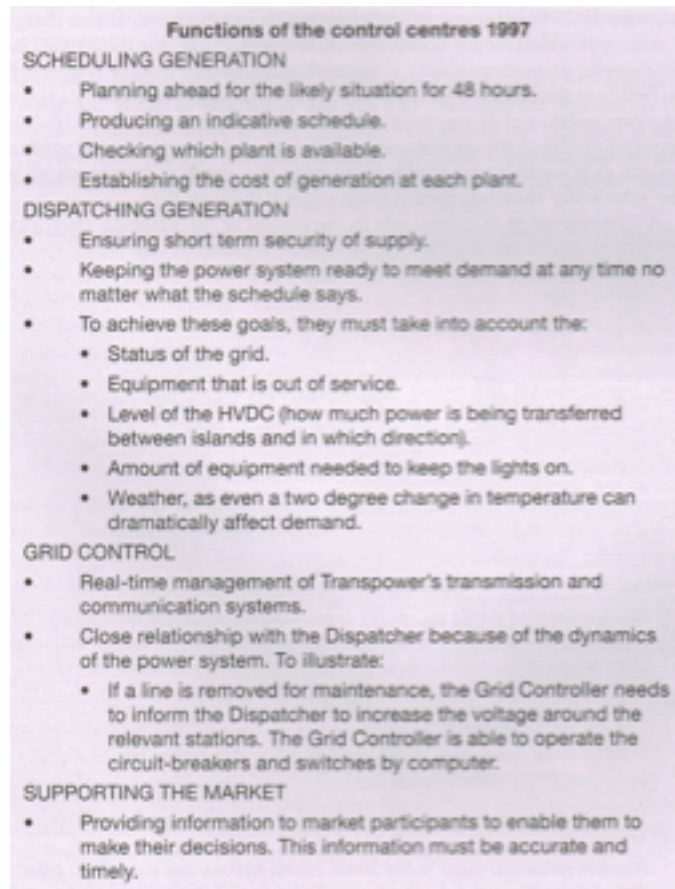 Functions of the control centres 1997
SCHEDULING GENERATION
• Planning ahead for the likely situation for 48 hours.
• Producing an indicative schedule.
• Checking which plant is available.
• Establishing the cost of generation at each plant.
DISPATCHING GENERATION
• Ensuring short term security of supply.
• Keeping the power system ready to meet demand at any time no
matter what the schedule says.
• To achieve these goals, they must take into account the:
• Status of the grid.
• Equipment that is out of service.
• Level of the HVDC (how much power is being transferred
between islands and in which direction).
• Amount of equipment needed to keep the lights on.
• Weather, as even a two degree change in temperature can
dramatically affect demand.
GRID CONTROL
• Real-time management of Transpower's transmission and
communication systems.
• Close relationship with the Dispatcher because of the dynamics
of the power system. To illustrate:
• If a line is removed for maintenance, the Grid Controller needs
to inform the Dispatcher to increase the voltage around the
relevant stations. The Grid Controller is able to operate the
circuit-breakers and switches by computer.
SUPPORTING THE MARKET
• Providing information to market participants to enable them to
make their decisions. This information must be accurate and
timely.